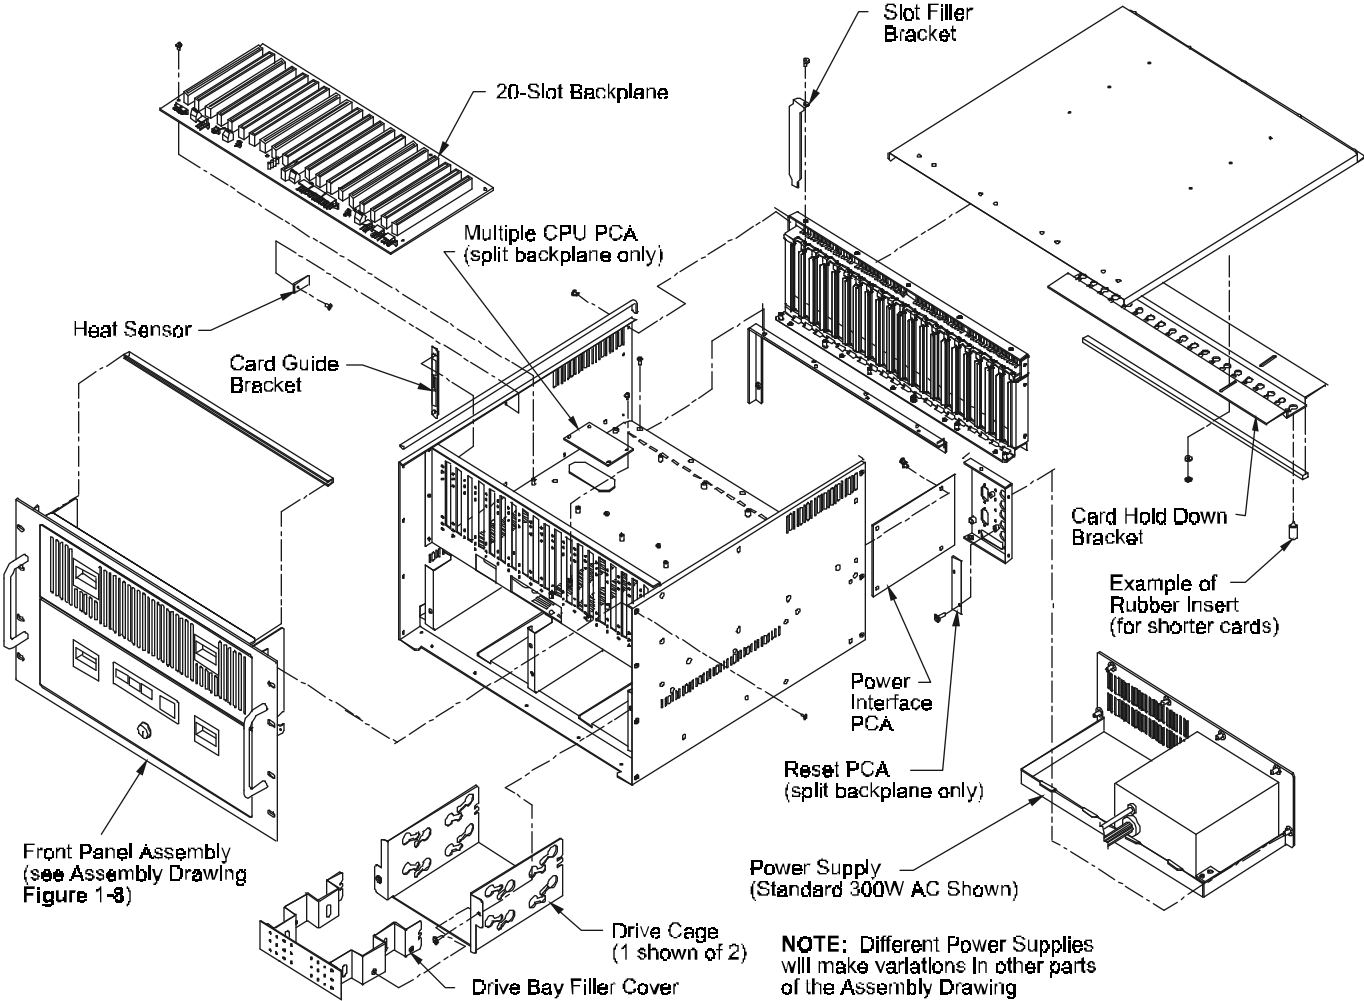 Slot Filler
Bracket
20-Slot Backplane
Multiple CPU PCA
(split backplane only)
Heat Sensor
Card Guide
Bracket
Card Hold Down
Bracket
Example of
Rubber Insert
(for shorter cards)
Power
Interface
PCA
Reset PCA
(split backplane only)
Front Panel Assembly
(see Assembly Drawing
Figure 1-8)
Power Supply
(Standard 300W AC Shown)
Drive Cage
(1 shown of 2)
Drive Bay Filler Cover
NOTE: Different Power Supplies
will make variations in other parts
of the Assembly Drawing